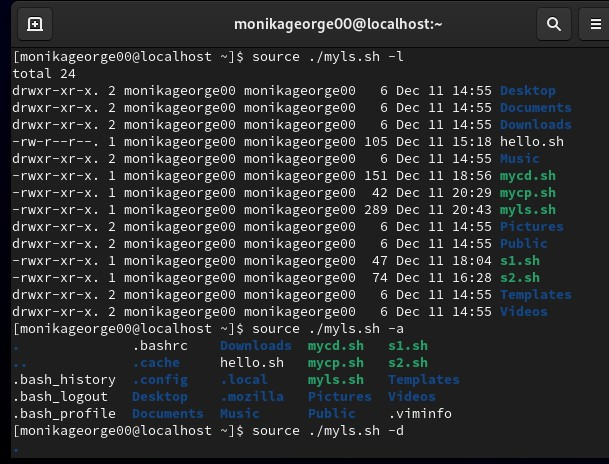 monikageorge00@localhost:~
[monikageorge00@localhost ~]$ source ./myls.sh -l
total 24
drwxr-xr-x. 2 monikageorge00 monikageorge00   6 Dec 11 14:55 Desktop
drwxr-xr-x. 2 monikageorge00 monikageorge00   6 Dec 11 14:55 Documents
drwxr-xr-x. 2 monikageorge00 monikageorge00   6 Dec 11 14:55 Downloads
-rw-r--r--. 1 monikageorge00 monikageorge00 105 Dec 11 15:18 hello.sh
drwxr-xr-x. 2 monikageorge00 monikageorge00   6 Dec 11 14:55 Music
-rwxr-xr-x. 1 monikageorge00 monikageorge00 151 Dec 11 18:56 mycd.sh
-rwxr-xr-x. 1 monikageorge00 monikageorge00  42 Dec 11 20:29 mycp.sh
-rwxr-xr-x. 1 monikageorge00 monikageorge00 289 Dec 11 20:43 myls.sh
drwxr-xr-x. 2 monikageorge00 monikageorge00   6 Dec 11 14:55 Pictures
drwxr-xr-x. 2 monikageorge00 monikageorge00   6 Dec 11 14:55 Public
-rwxr-xr-x. 1 monikageorge00 monikageorge00  47 Dec 11 18:04 s1.sh
-rwxr-xr-x. 1 monikageorge00 monikageorge00  74 Dec 11 16:28 s2.sh
drwxr-xr-x. 2 monikageorge00 monikageorge00   6 Dec 11 14:55 Templates
drwxr-xr-x. 2 monikageorge00 monikageorge00   6 Dec 11 14:55 Videos
[monikageorge00@localhost ~]$ source ./myls.sh -a
.              .bashrc    Downloads  mycd.sh   s1.sh
..             .cache     hello.sh   mycp.sh   s2.sh
.bash_history  .config    .local     myls.sh   Templates
.bash_logout   Desktop    .mozilla   Pictures  Videos
.bash_profile  Documents  Music      Public    .viminfo
[monikageorge00@localhost ~]$ source ./myls.sh -d
.